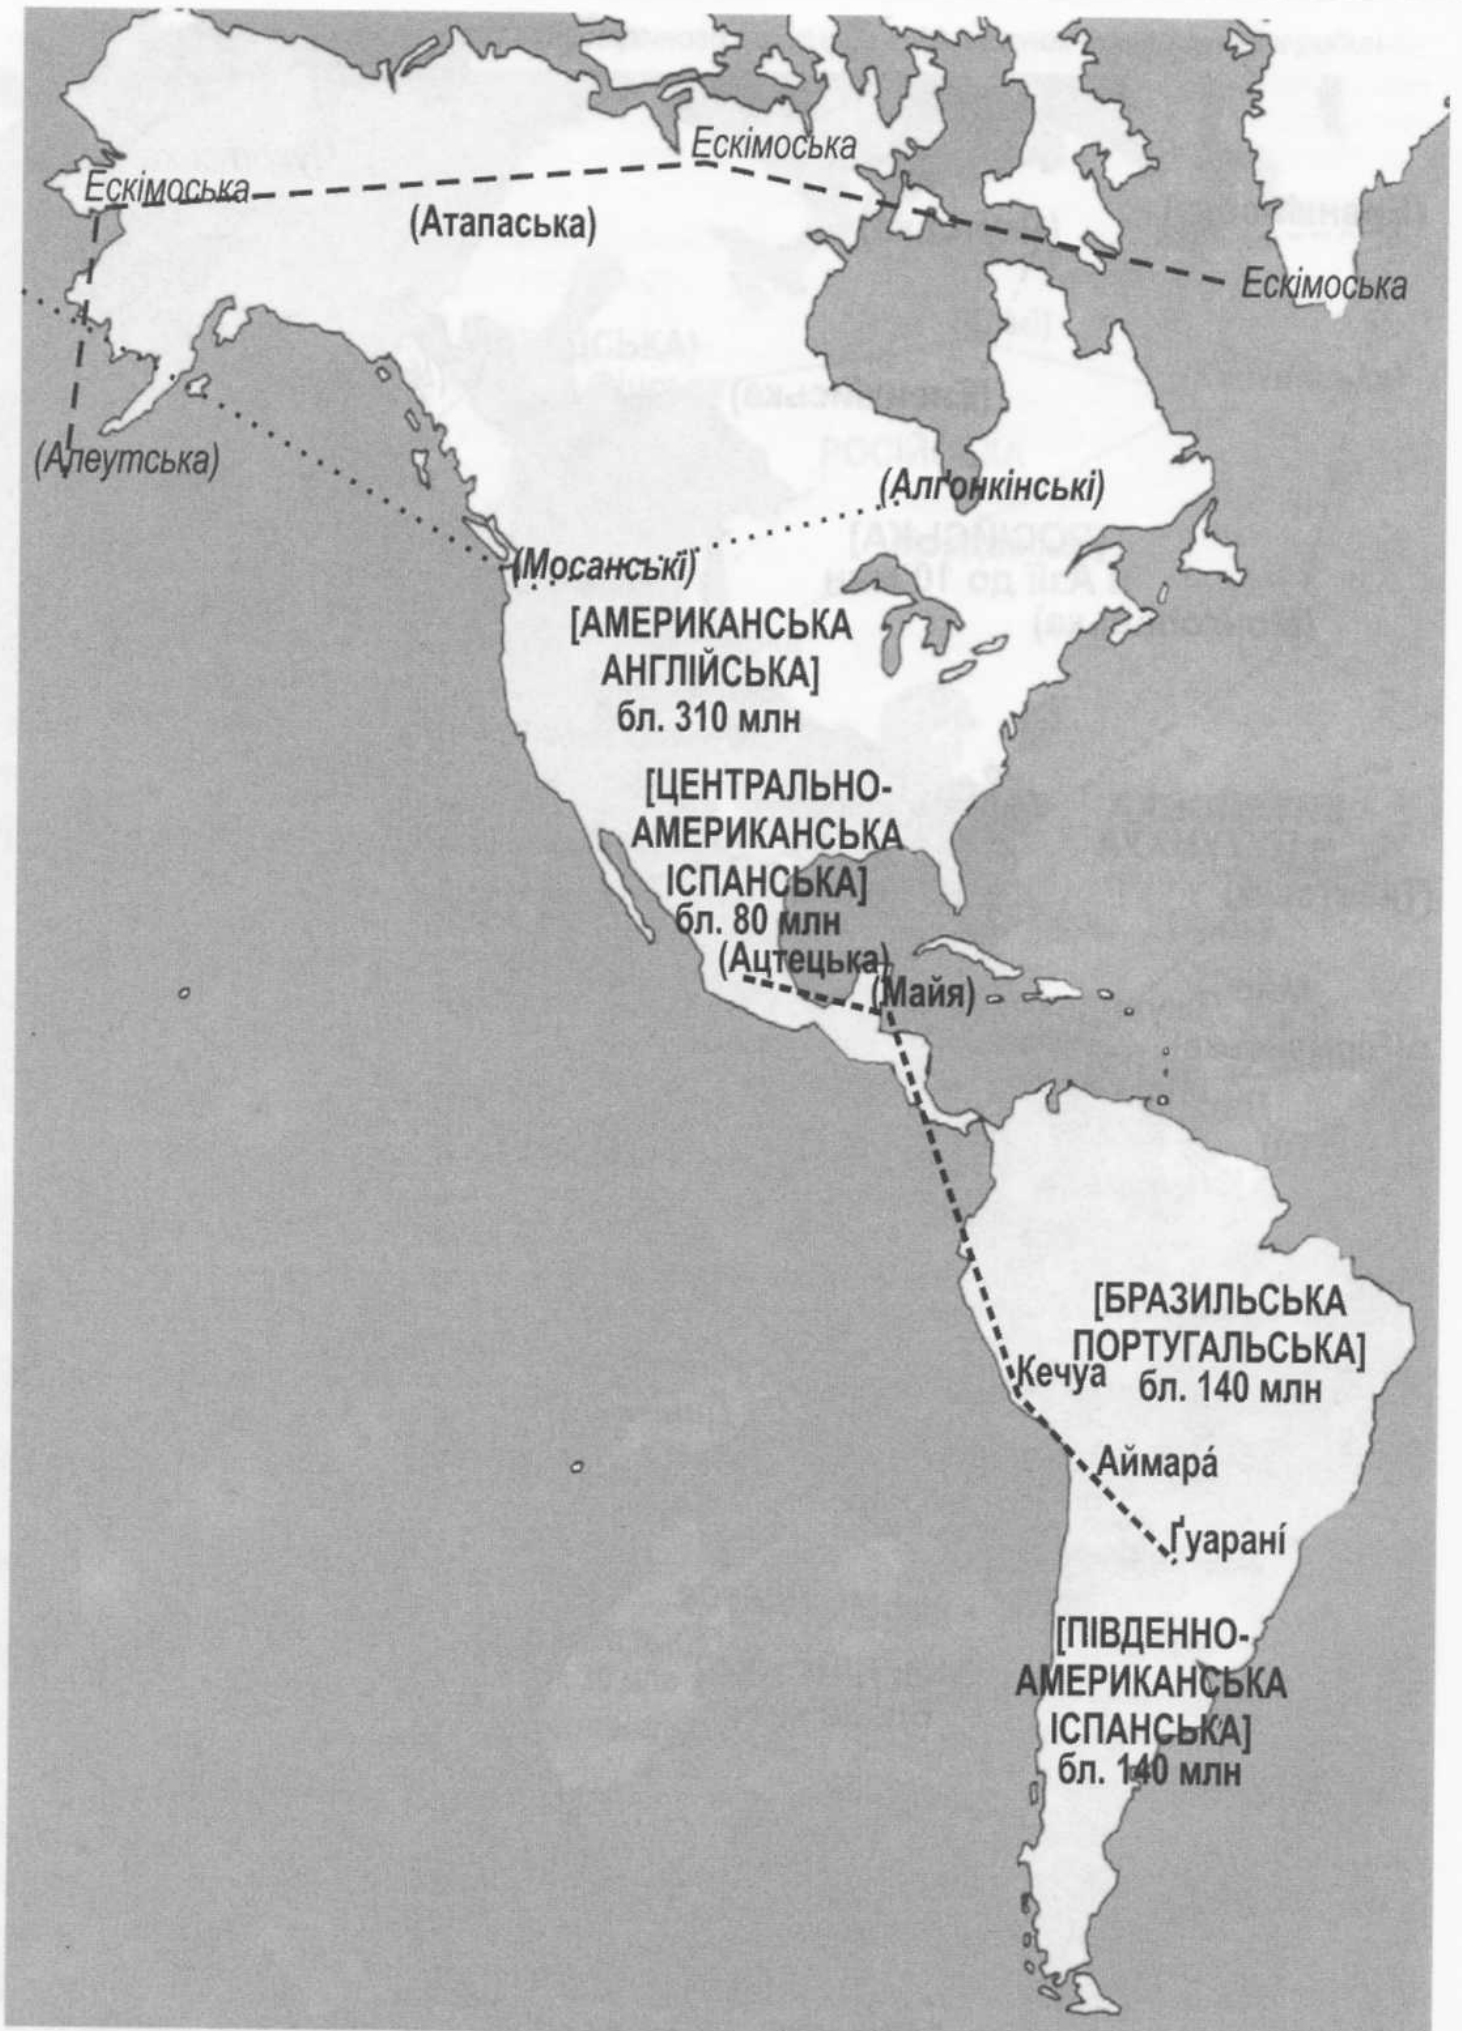 Ескімоська
Ескімоська
(Атапаська)
Ескімоська
(Алеутська)
(Алґонкінські)
(Мосанські)
[АМЕРИКАНСЬКА
АНГЛІЙСЬКА]
бл. 310 млн
[ЦЕНТРАЛЬНО-
АМЕРИКАНСЬКА
ІСПАНСЬКА]
бл. 80 млн
(Ацтецька)
(Майя)
[БРАЗИЛЬСЬКА
ПОРТУГАЛЬСЬКА]
бл. 140 млн
Кечуа
Аймара́
Ґуарані́
[ПІВДЕННО-
АМЕРИКАНСЬКА
ІСПАНСЬКА]
бл. 140 млн